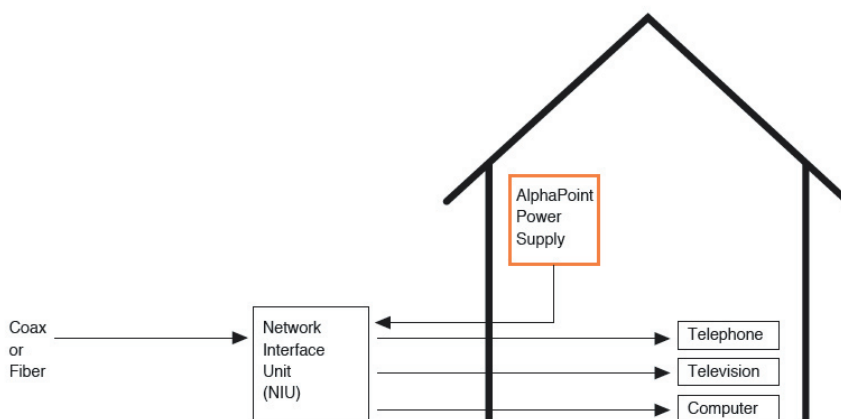 AlphaPoint
Power
Supply
Coax
or
Fiber
Network
Interface
Unit
(NIU)
Telephone
Television
Computer